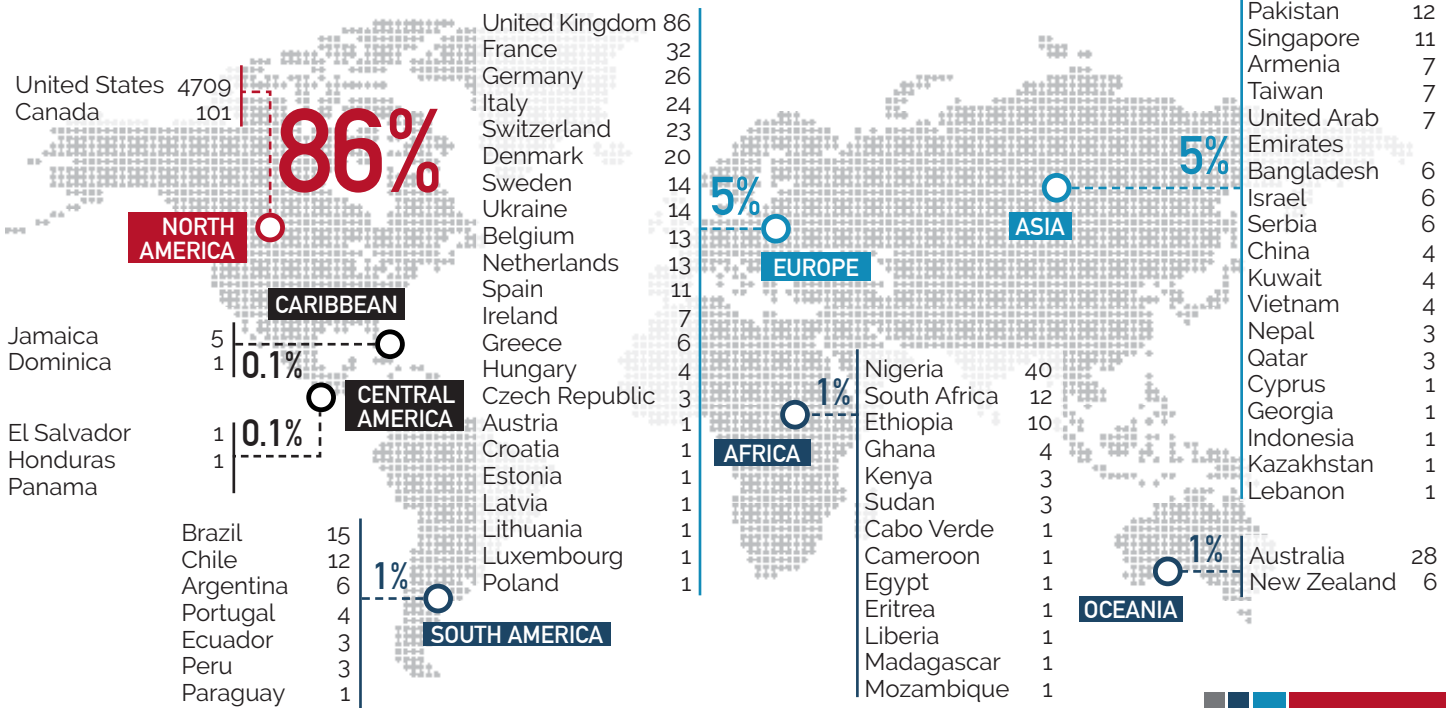 United States 4709
Canada 101
86%
NORTH
AMERICA
CARIBBEAN
Jamaica 5
Dominica 1
0.1%
CENTRAL
AMERICA
El Salvador 1
Honduras 1
Panama
0.1%
Brazil 15
Chile 12
Argentina 6
Portugal 4
Ecuador 3
Peru 3
Paraguay 1
1%
SOUTH AMERICA
United Kingdom 86
France 32
Germany 26
Italy 24
Switzerland 23
Denmark 20
Sweden 14
Ukraine 14
Belgium 13
Netherlands 13
Spain 11
Ireland 7
Greece 6
Hungary 4
Czech Republic 3
Austria 1
Croatia 1
Estonia 1
Latvia 1
Lithuania 1
Luxembourg 1
Poland 1
5%
EUROPE
1%
AFRICA
Nigeria 40
South Africa 12
Ethiopia 10
Ghana 4
Kenya 3
Sudan 3
Cabo Verde 1
Cameroon 1
Egypt 1
Eritrea 1
Liberia 1
Madagascar 1
Mozambique 1
5%
ASIA
Pakistan 12
Singapore 11
Armenia 7
Taiwan 7
United Arab 7
Emirates
Bangladesh 6
Israel 6
Serbia 6
China 4
Kuwait 4
Vietnam 4
Nepal 3
Qatar 3
Cyprus 1
Georgia 1
Indonesia 1
Kazakhstan 1
Lebanon 1
1%
OCEANIA
Australia 28
New Zealand 6